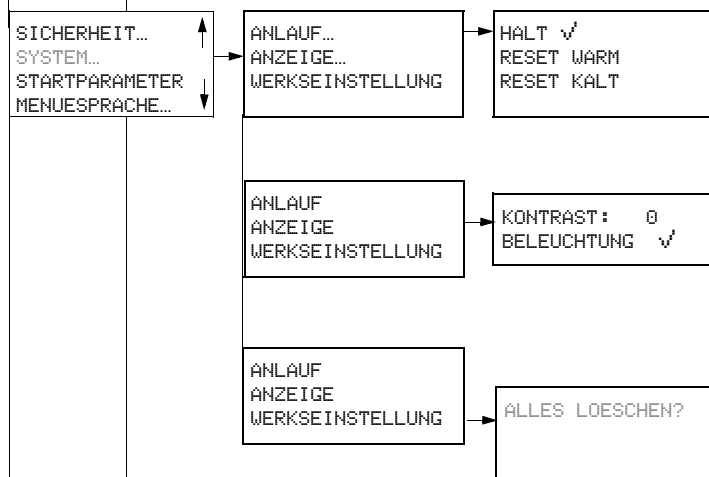 SICHERHEIT…
SYSTEM…
STARTPARAMETER
MENUESPRACHE…
ANLAUF…
ANZEIGE…
WERKSEINSTELLUNG
HALT √
RESET WARM
RESET KALT
ANLAUF
ANZEIGE
WERKSEINSTELLUNG
KONTRAST: 0
BELEUCHTUNG √
ANLAUF
ANZEIGE
WERKSEINSTELLUNG
ALLES LOESCHEN?